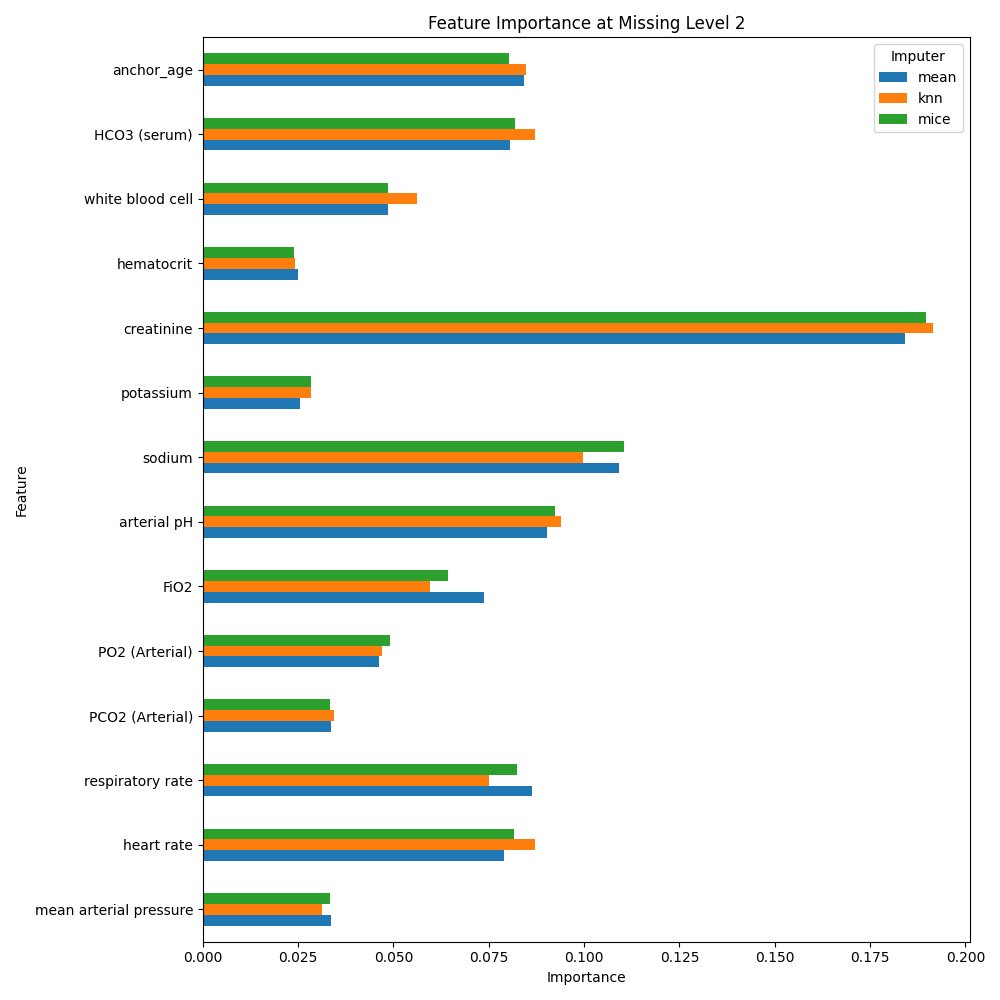 Feature Importance at Missing Level 2
Imputer
mean
knn
mice
Feature
anchor_age
HCO3 (serum)
white blood cell
hematocrit
creatinine
potassium
sodium
arterial pH
FiO2
PO2 (Arterial)
PCO2 (Arterial)
respiratory rate
heart rate
mean arterial pressure
0.000 0.025 0.050 0.075 0.100 0.125 0.150 0.175 0.200
Importance